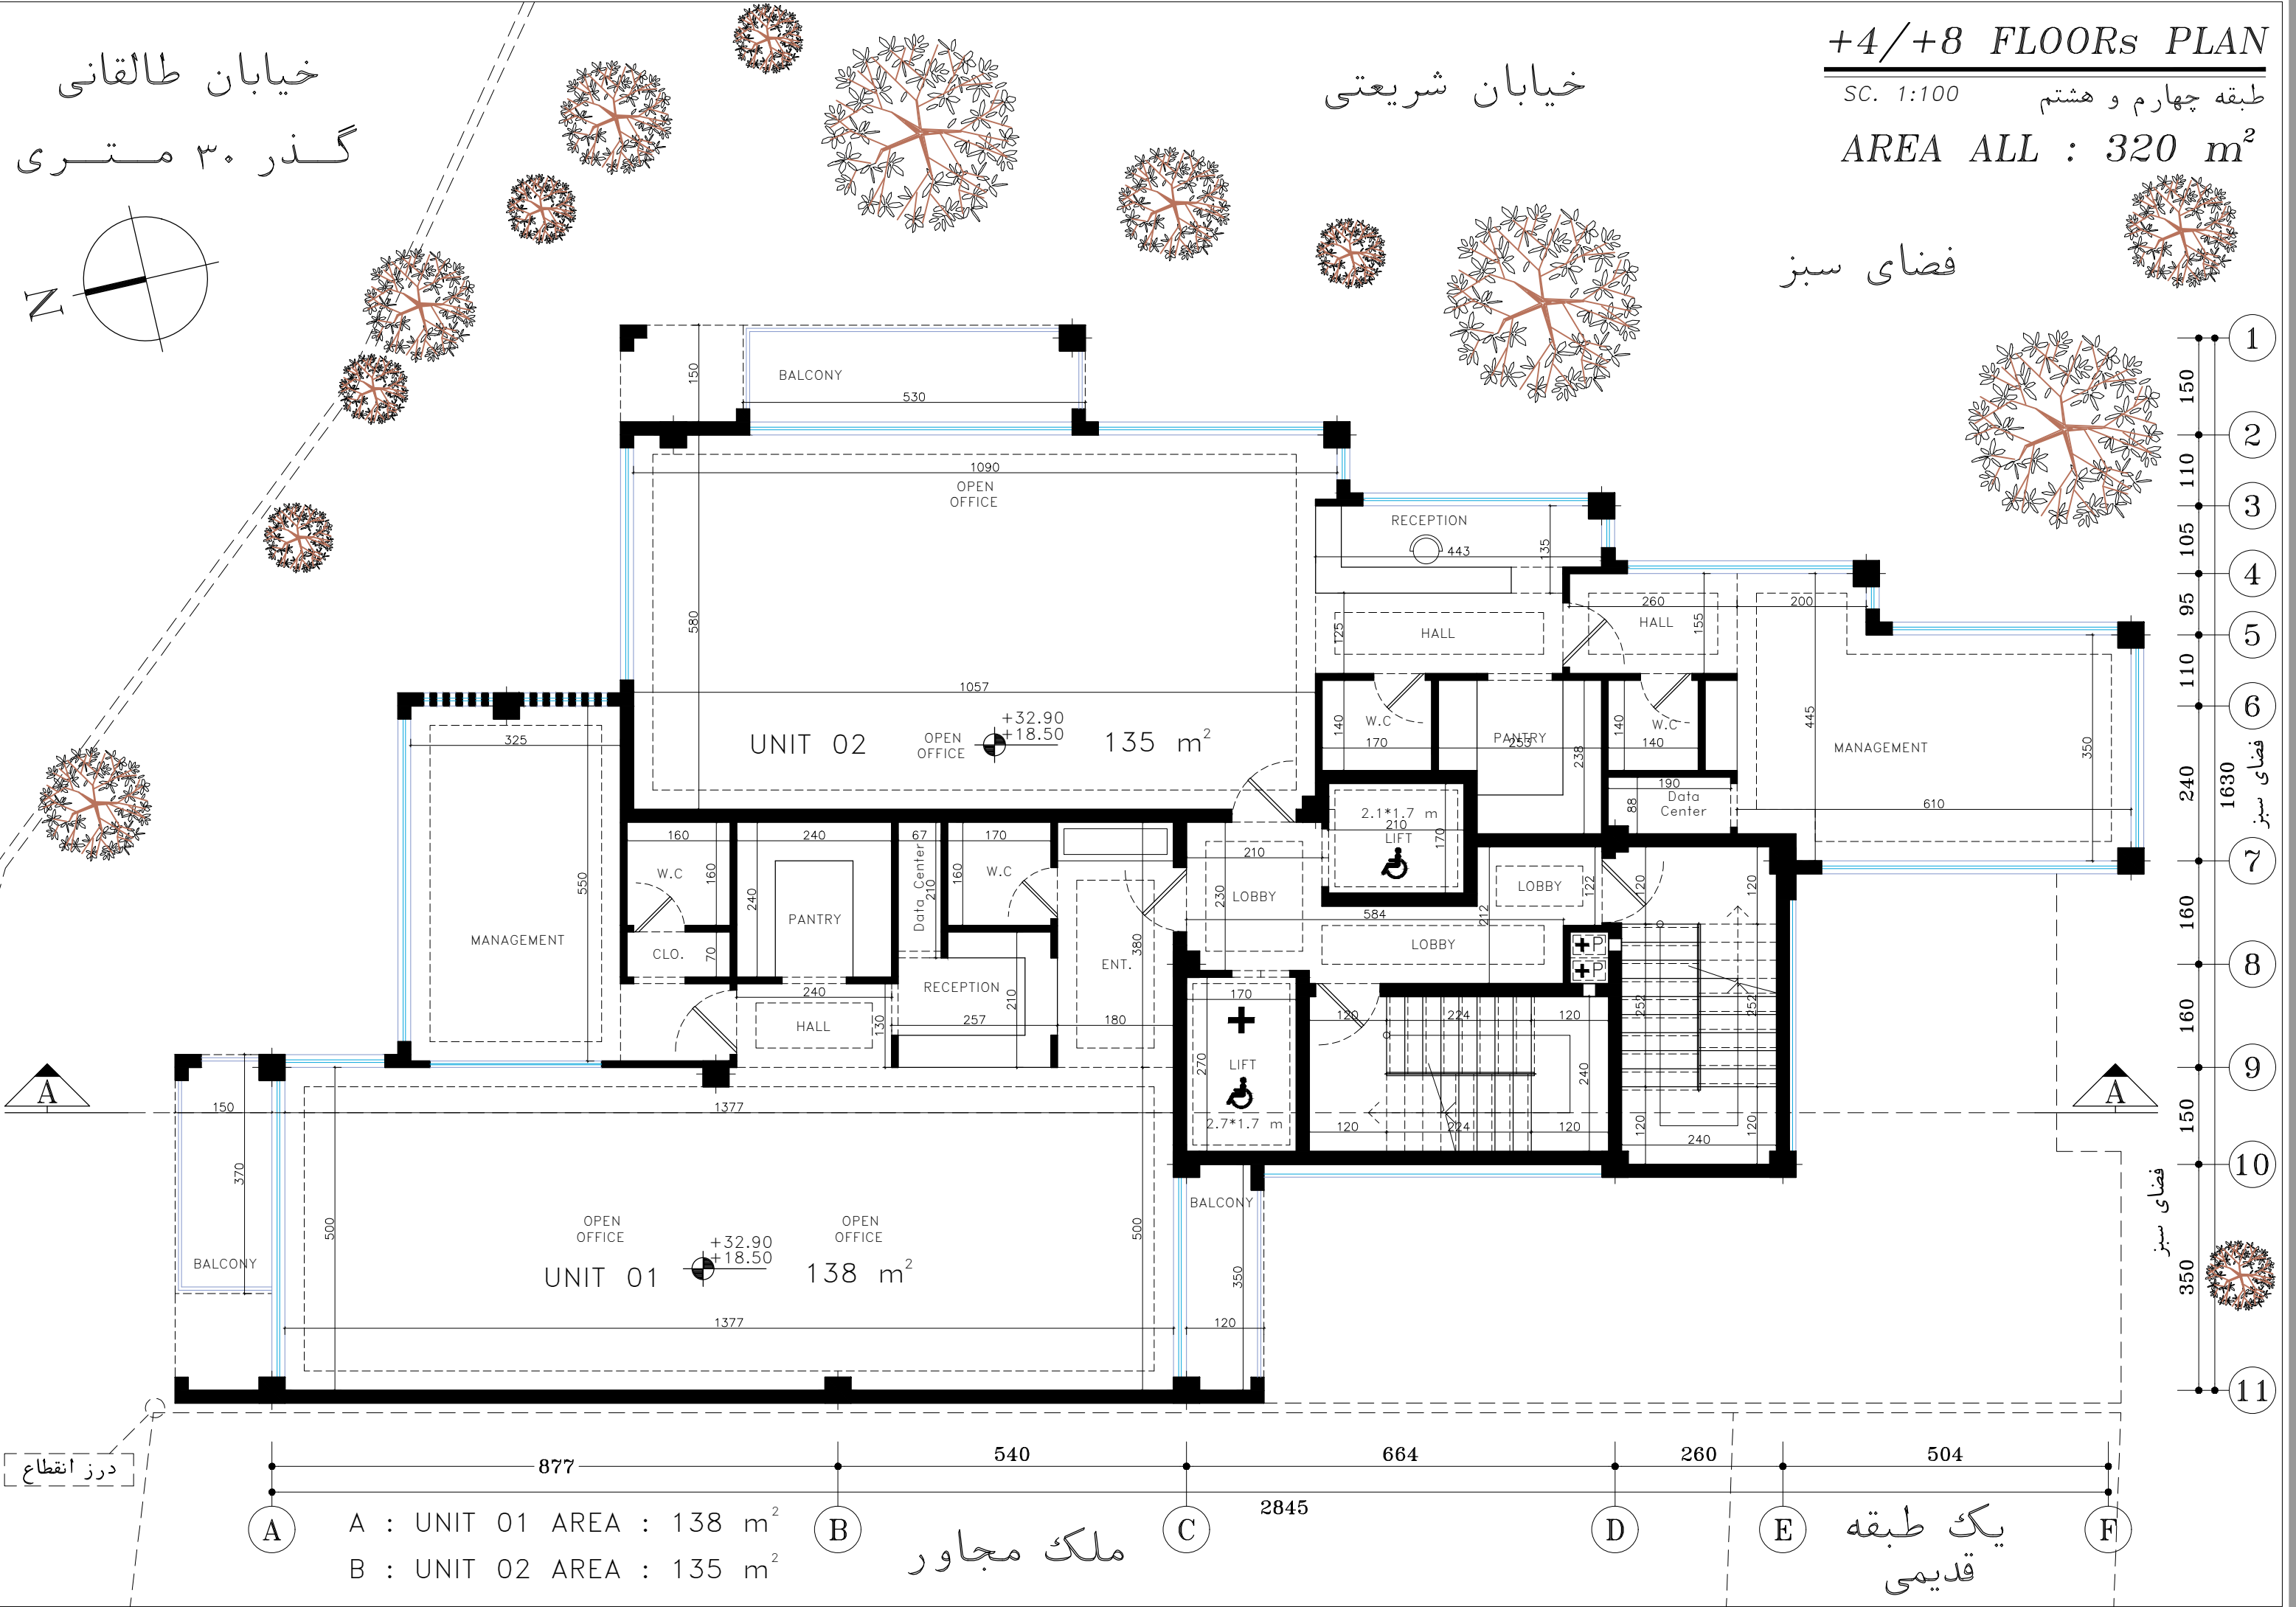 خیابان طالقانی
گذر ۳۰ متری
N
خیابان شریعتی
+4/+8 FLOORs PLAN
SC. 1:100
طبقه چهارم و هشتم
AREA ALL : 320 m²
فضای سبز
BALCONY
150
530
1090
OPEN
OFFICE
580
1057
UNIT 02
OPEN
OFFICE
+32.90
+18.50
135 m²
RECEPTION
443
135
HALL
125
260
200
HALL
155
W.C
140
170
PANTRY
253
238
W.C
140
140
190
Data
Center
88
MANAGEMENT
445
350
610
325
550
MANAGEMENT
160
W.C
160
CLO.
70
240
240
PANTRY
67
Data Center
210
170
W.C
160
RECEPTION
210
257
240
HALL
130
ENT.
380
180
210
230
LOBBY
2.1*1.7 m
210
LIFT
170
584
LOBBY
212
LOBBY
122
+P
+P
120
120
252
252
120
120
240
170
LIFT
270
2.7*1.7 m
120
224
120
240
120
224
120
A
A
150
370
BALCONY
1377
500
500
OPEN
OFFICE
OPEN
OFFICE
UNIT 01
+32.90
+18.50
138 m²
1377
BALCONY
350
120
1
150
2
110
3
105
4
95
5
110
6
240
7
160
8
160
9
150
10
350
11
1630
فضای سبز
فضای سبز
درز انقطاع
877
540
664
260
504
2845
A
B
C
D
E
F
A : UNIT 01 AREA : 138 m²
B : UNIT 02 AREA : 135 m²
ملک مجاور
یک طبقه
قدیمی